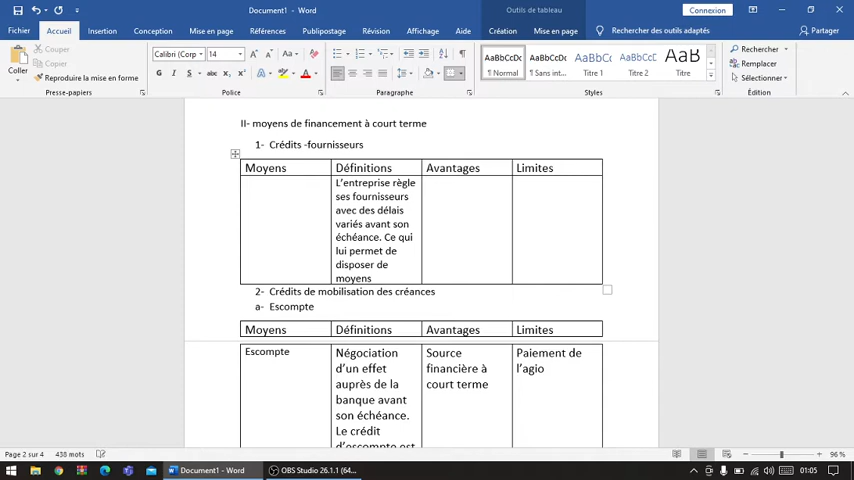 Document1 - Word
Outils de tableau
Connexion
Fichier Accueil Insertion Conception Mise en page Références Publipostage Révision Affichage Aide Création Mise en page Rechercher des outils adaptés Partager
Coller
Couper
Copier
Reproduire la mise en forme
Presse-papiers
Calibri (Corp 14
Police
Paragraphe
AaBbCcDc AaBbCcDc AaBbCc AaBbCcC AaB
¶ Normal ¶ Sans int... Titre 1 Titre 2 Titre
Styles
Rechercher
Remplacer
Sélectionner
Édition
II- moyens de financement à court terme
1- Crédits -fournisseurs
Moyens Définitions Avantages Limites
L'entreprise règle
ses fournisseurs
avec des délais
variés avant son
échéance. Ce qui
lui permet de
disposer de
moyens
2- Crédits de mobilisation des créances
a- Escompte
Moyens Définitions Avantages Limites
Escompte
Négociation
d'un effet
auprès de la
banque avant
son échéance.
Le crédit
d'escompte est
Source
financière à
court terme
Paiement de
l'agio
Page 2 sur 4 438 mots 96 %
Document1 - Word OBS Studio 26.1.1 (64... 01:05